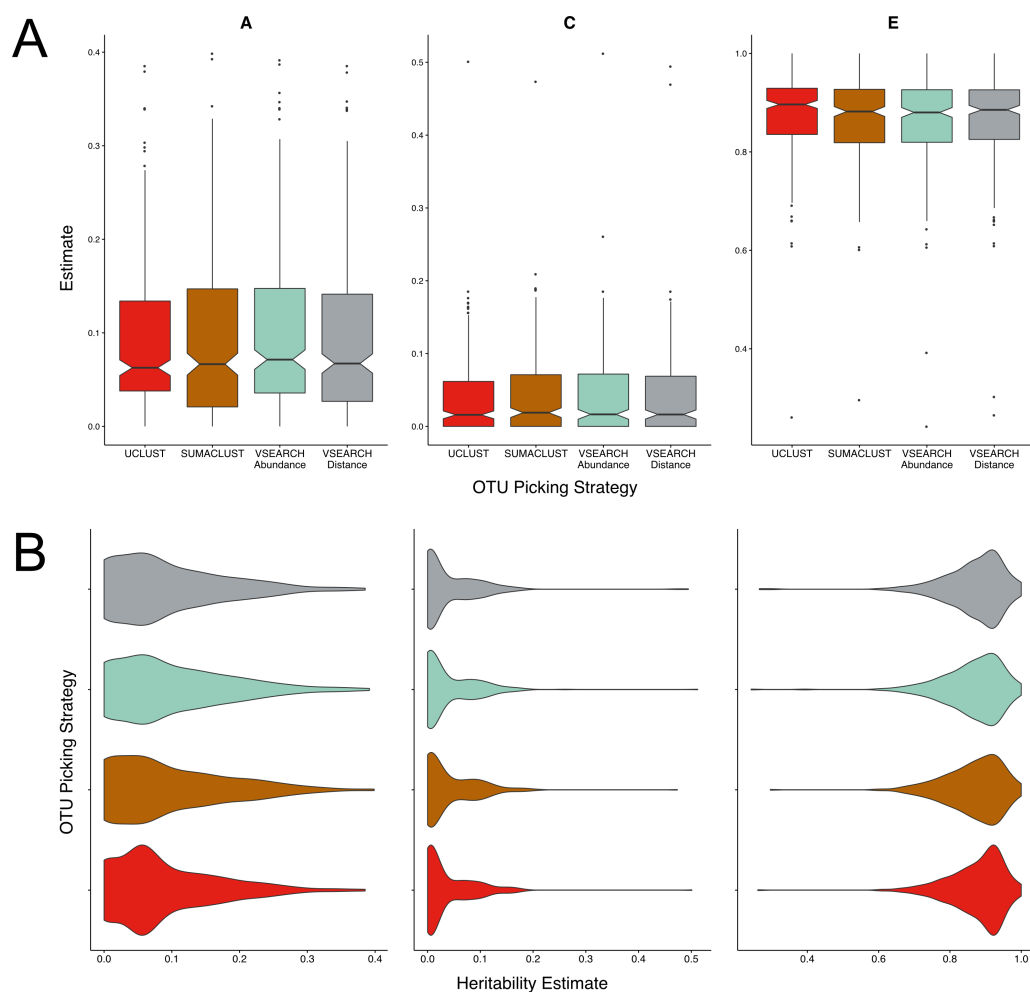 A
A
C
E
Estimate
0.4
0.3
0.2
0.1
0.0
0.5
0.4
0.3
0.2
0.1
0.0
1.0
0.8
0.6
0.4
UCLUST SUMACLUST VSEARCH Abundance VSEARCH Distance
UCLUST SUMACLUST VSEARCH Abundance VSEARCH Distance
UCLUST SUMACLUST VSEARCH Abundance VSEARCH Distance
OTU Picking Strategy
B
OTU Picking Strategy
0.0 0.1 0.2 0.3 0.4
0.0 0.1 0.2 0.3 0.4 0.5
0.4 0.6 0.8 1.0
Heritability Estimate